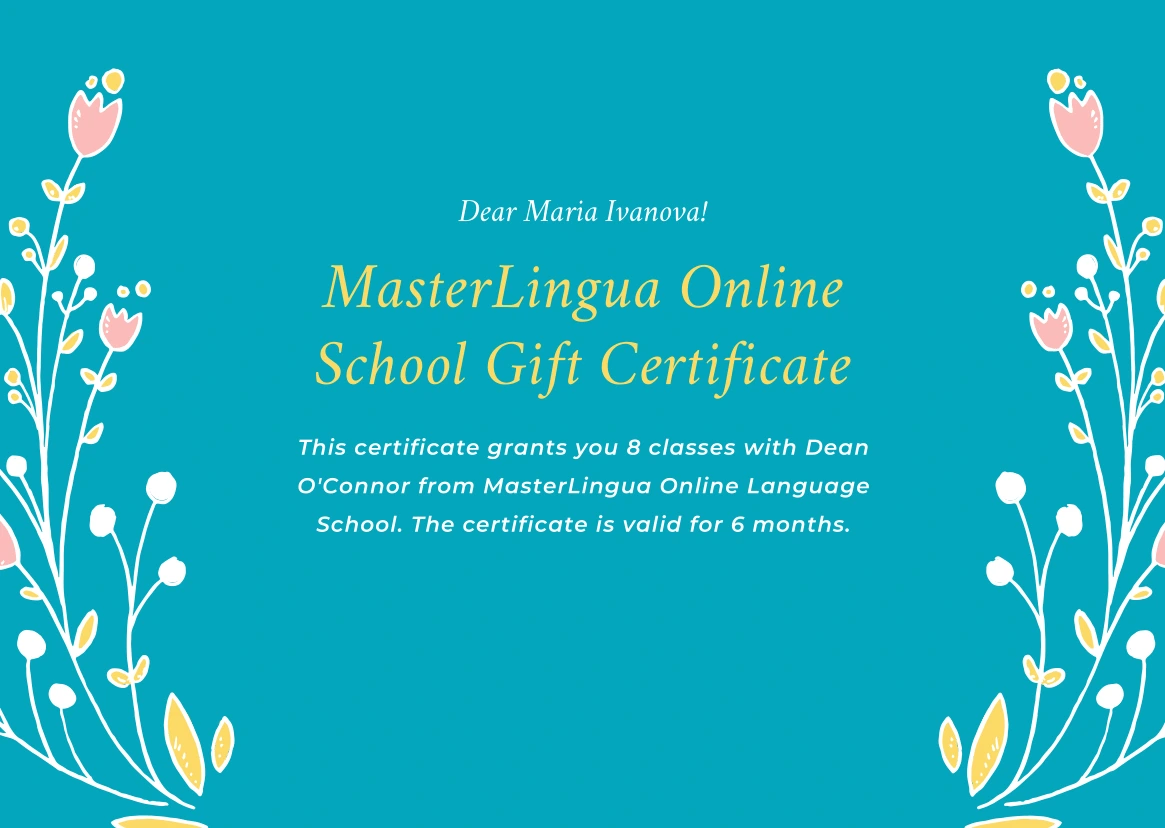 Dear Maria Ivanova!
MasterLingua Online
School Gift Certificate
This certificate grants you 8 classes with Dean
O'Connor from MasterLingua Online Language
School. The certificate is valid for 6 months.